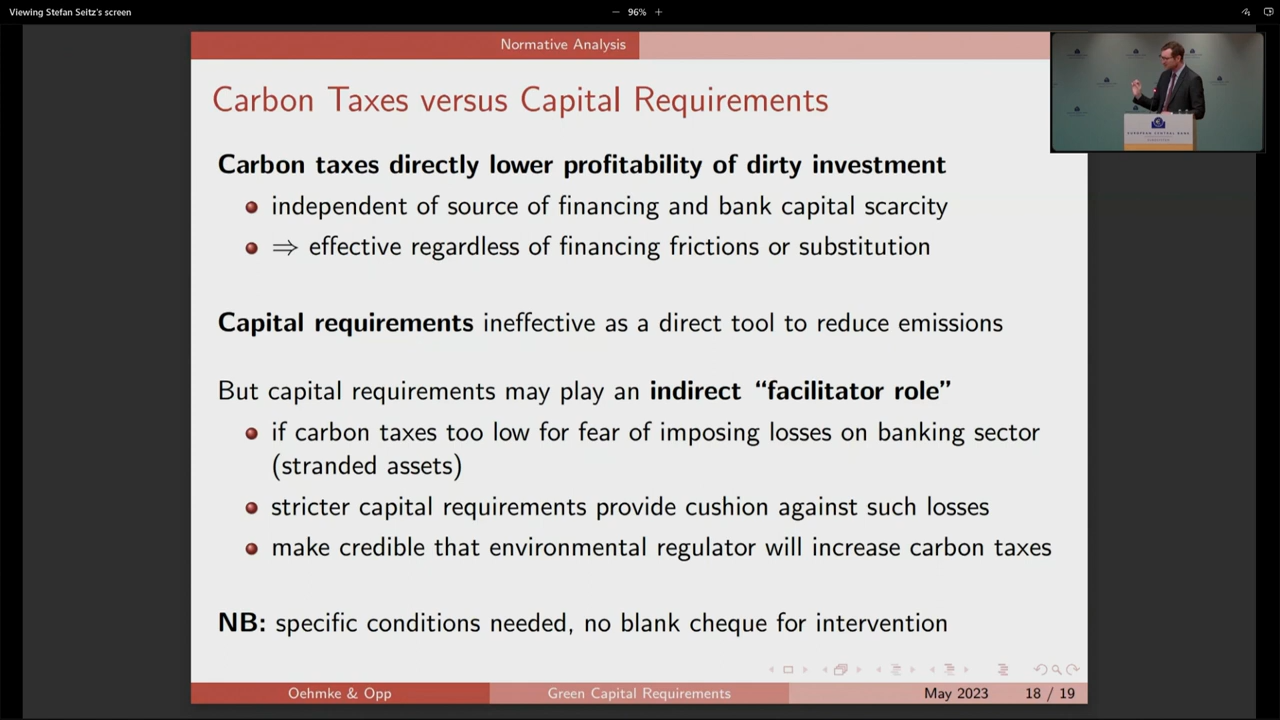 Viewing Stefan Seitz's screen
− 96% +
Normative Analysis
Carbon Taxes versus Capital Requirements
Carbon taxes directly lower profitability of dirty investment
independent of source of financing and bank capital scarcity
⇒ effective regardless of financing frictions or substitution
Capital requirements ineffective as a direct tool to reduce emissions
But capital requirements may play an indirect “facilitator role”
if carbon taxes too low for fear of imposing losses on banking sector
(stranded assets)
stricter capital requirements provide cushion against such losses
make credible that environmental regulator will increase carbon taxes
NB: specific conditions needed, no blank cheque for intervention
Oehmke & Opp
Green Capital Requirements
May 2023
18 / 19
EUROPEAN CENTRAL BANK